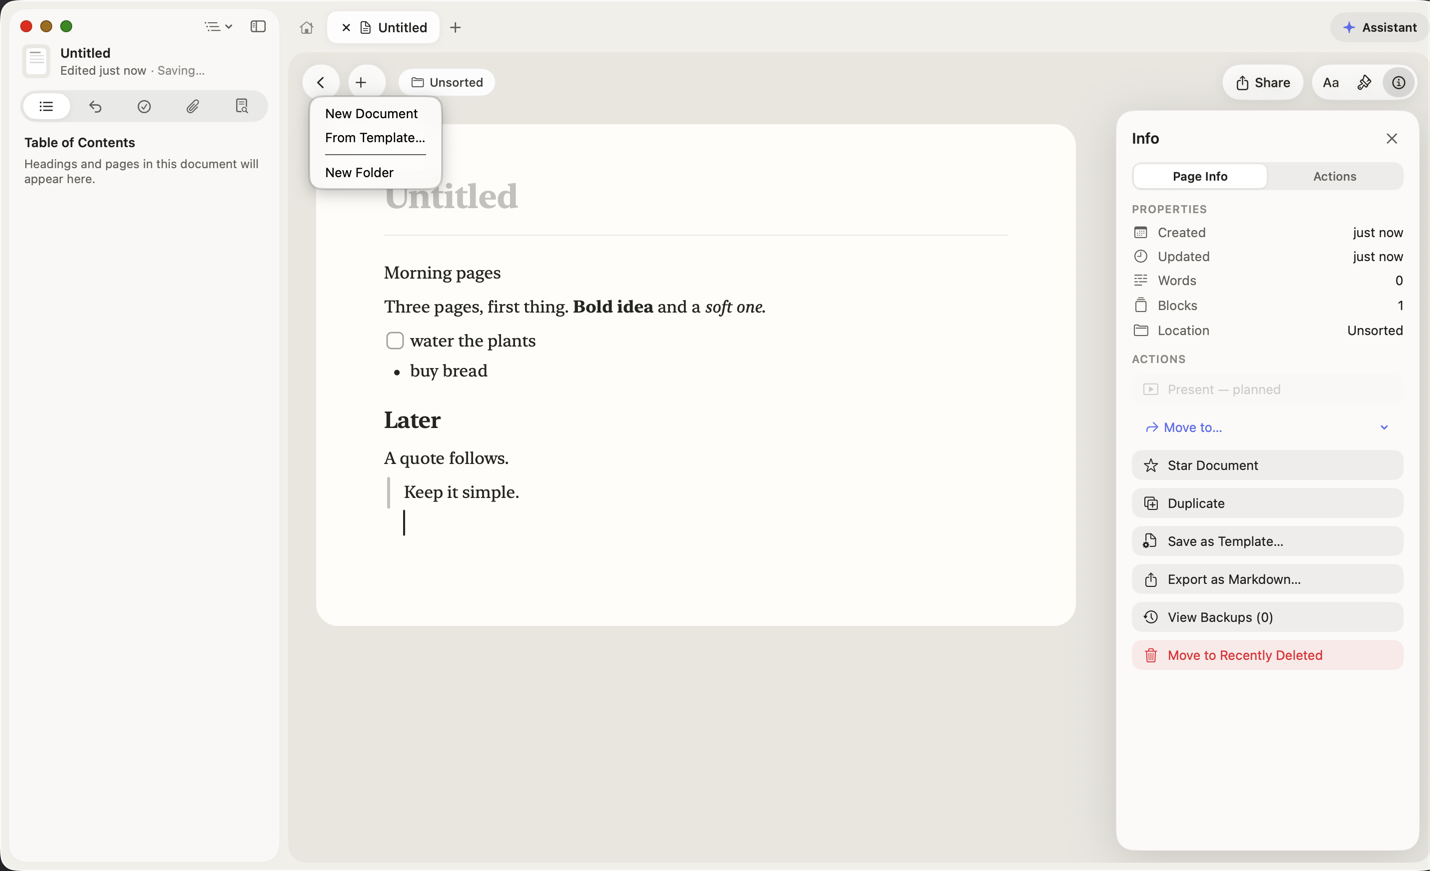 Untitled
Edited just now · Saving...
Table of Contents
Headings and pages in this document will
appear here.
Untitled
Assistant
Unsorted
Share
Aa
New Document
From Template...
New Folder
Untitled
Morning pages
Three pages, first thing. Bold idea and a soft one.
water the plants
• buy bread
Later
A quote follows.
Keep it simple.
Info
Page Info
Actions
PROPERTIES
Created just now
Updated just now
Words 0
Blocks 1
Location Unsorted
ACTIONS
Present — planned
Move to...
Star Document
Duplicate
Save as Template...
Export as Markdown...
View Backups (0)
Move to Recently Deleted